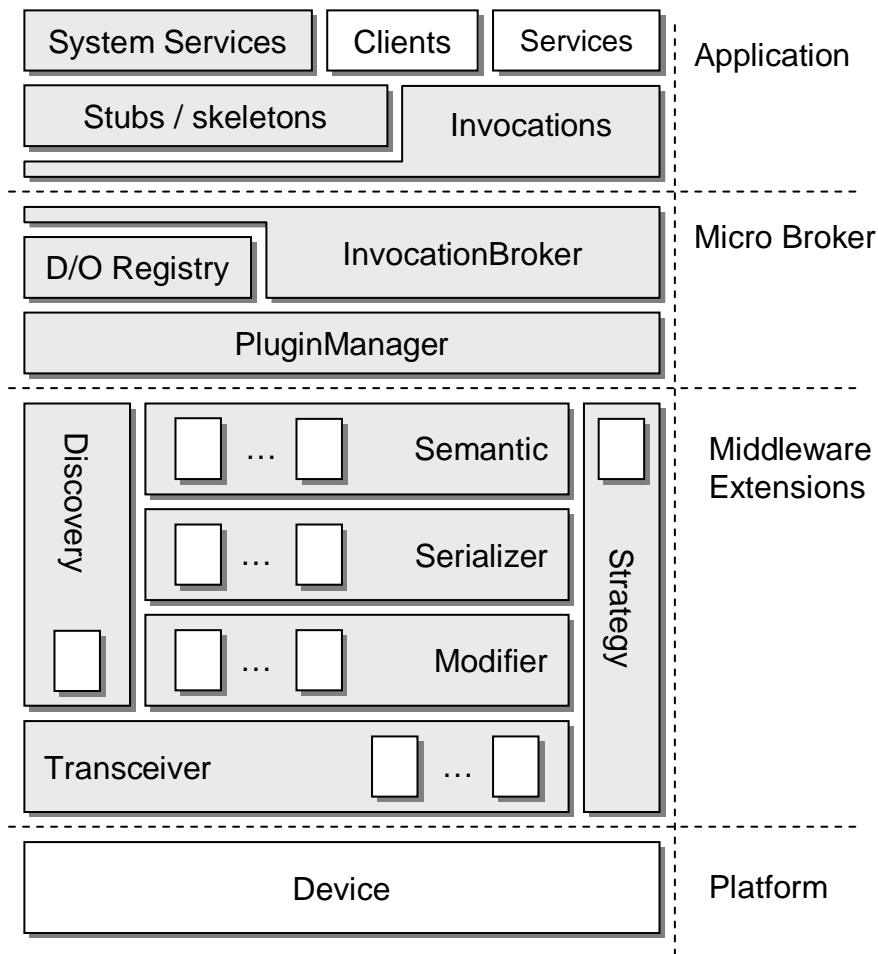 System Services
Clients
Services
Application
Stubs / skeletons
Invocations
Micro Broker
InvocationBroker
D/O Registry
PluginManager
Discovery
... Semantic
Middleware
Extensions
... Serializer
Strategy
... Modifier
Transceiver ...
Device
Platform